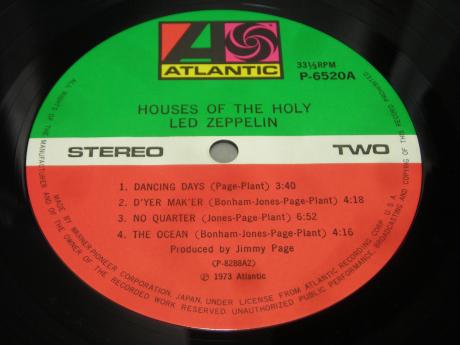 ATLANTIC
33⅓RPM
P-6520A
HOUSES OF THE HOLY
LED ZEPPELIN
STEREO
TWO
1. DANCING DAYS (Page-Plant) 3:40
2. D'YER MAK'ER (Bonham-Jones-Page-Plant) 4:18
3. NO QUARTER (Jones-Page-Plant) 6:52
4. THE OCEAN (Bonham-Jones-Page-Plant) 4:16
Produced by Jimmy Page
(P-8288A2)
℗ 1973 Atlantic
ALL RIGHTS OF THE MANUFACTURER AND OF THE OWNER OF THE RECORDED WORK RESERVED. UNAUTHORIZED PUBLIC PERFORMANCE, BROADCASTING AND COPYING OF THIS RECORD PROHIBITED
MADE BY WARNER-PIONEER CORPORATION, JAPAN, UNDER LICENSE FROM ATLANTIC RECORDING CORP. U.S.A.